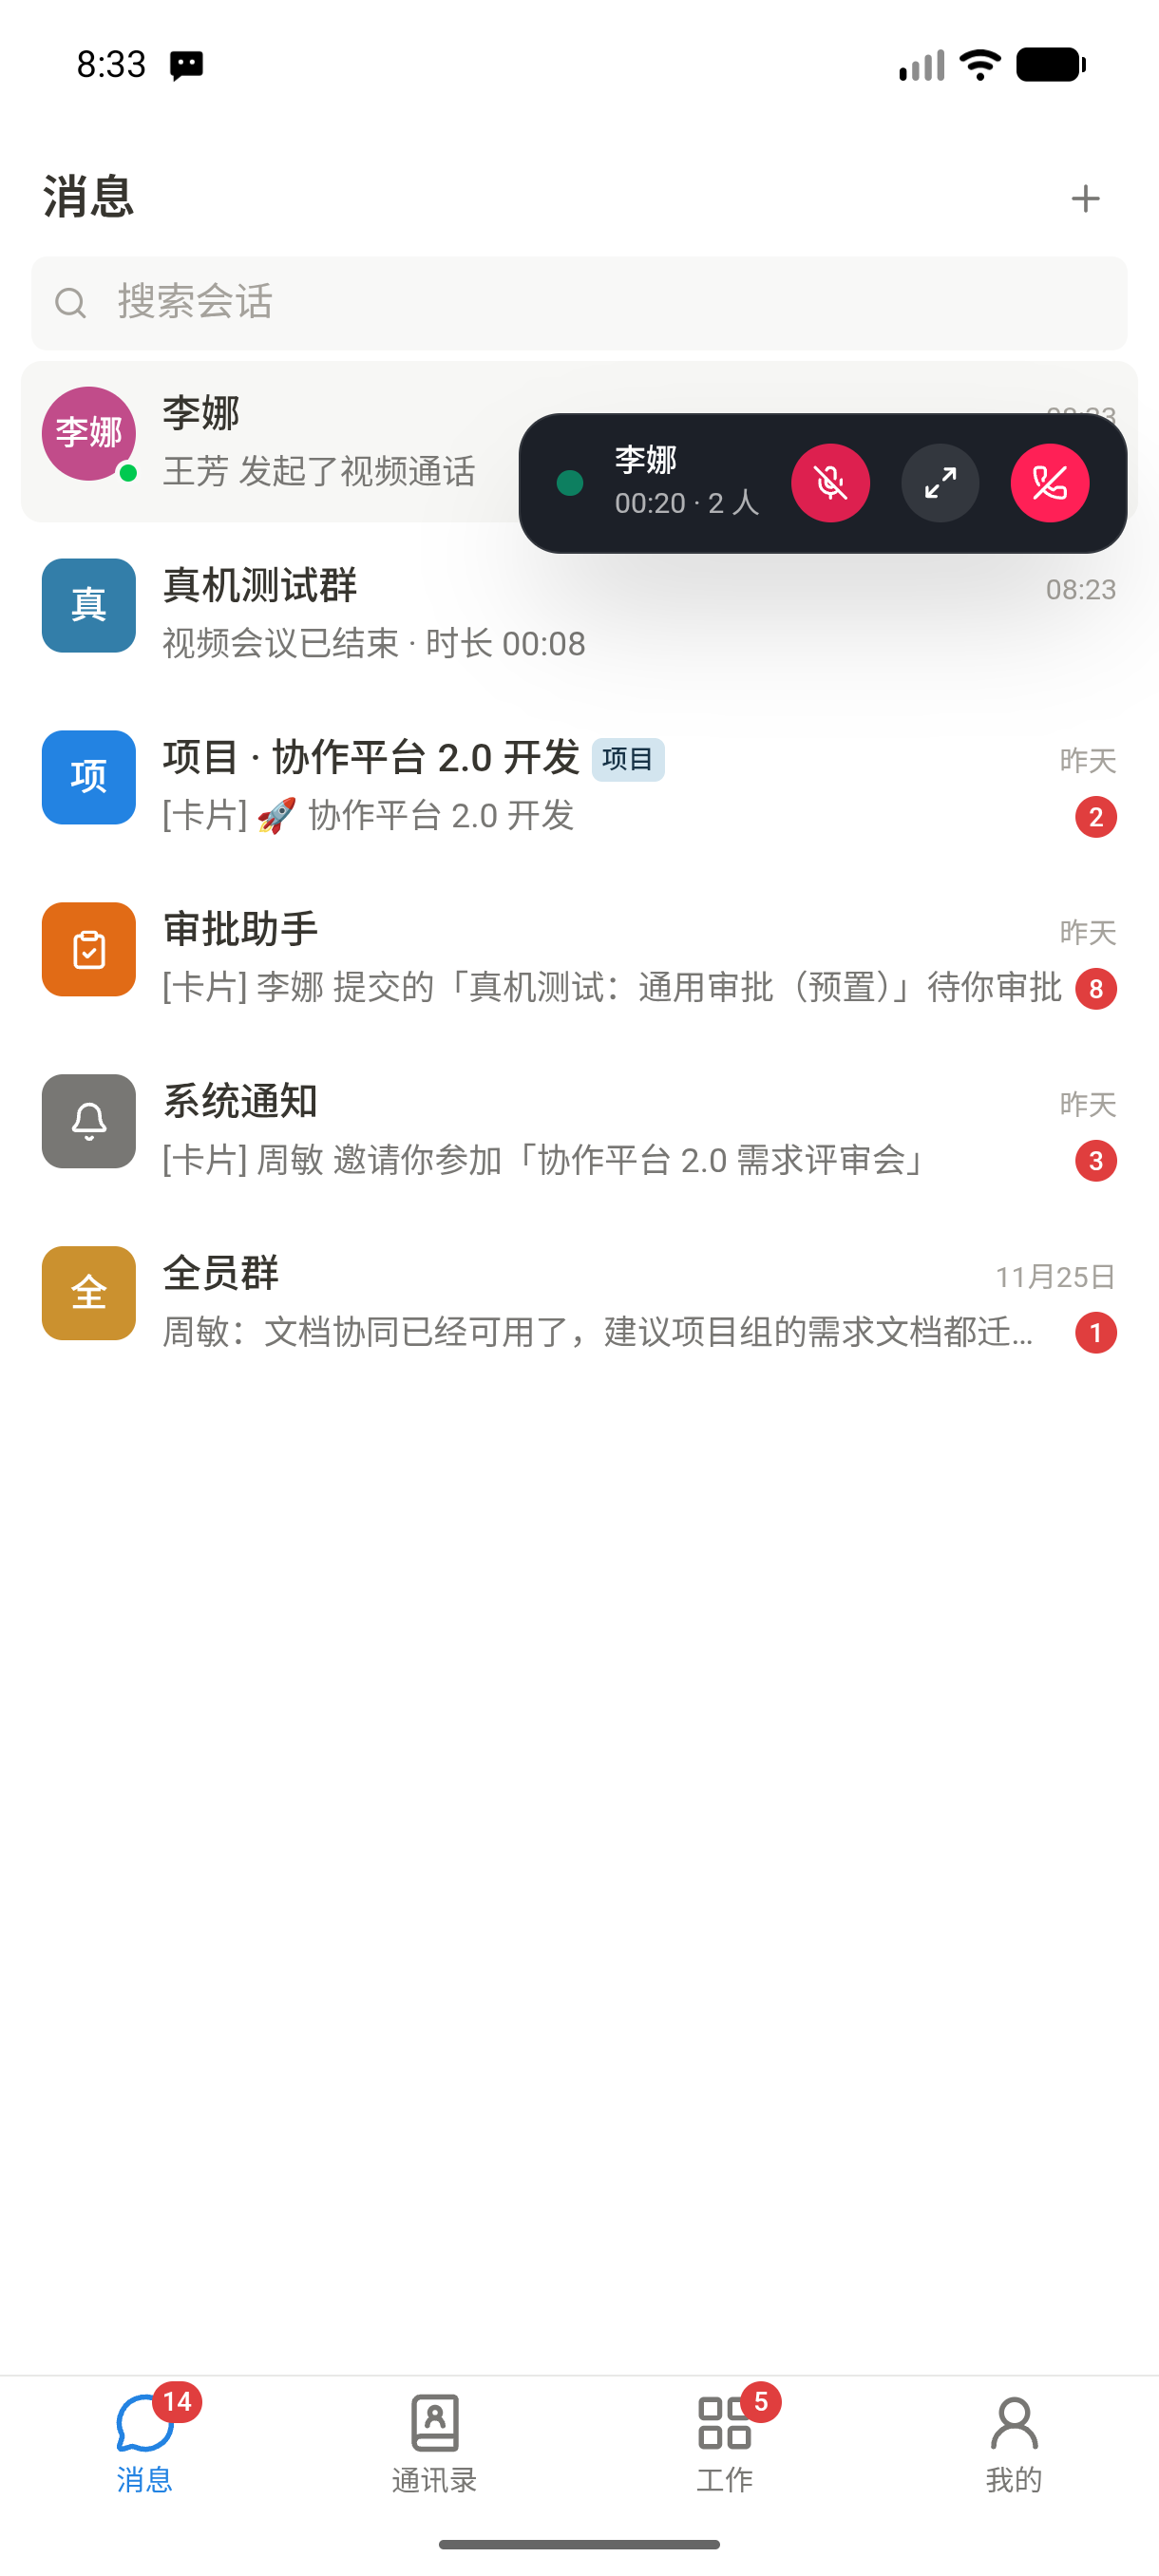 8:33
消息
搜索会话
李娜
李娜
王芳 发起了视频通话
李娜
00:20 · 2 人
真
真机测试群
08:23
视频会议已结束 · 时长 00:08
项
项目 · 协作平台 2.0 开发 项目
昨天
[卡片] 🚀 协作平台 2.0 开发
2
审批助手
昨天
[卡片] 李娜 提交的「真机测试：通用审批（预置）」待你审批
8
系统通知
昨天
[卡片] 周敏 邀请你参加「协作平台 2.0 需求评审会」
3
全
全员群
11月25日
周敏：文档协同已经可用了，建议项目组的需求文档都迁...
1
14
5
消息
通讯录
工作
我的